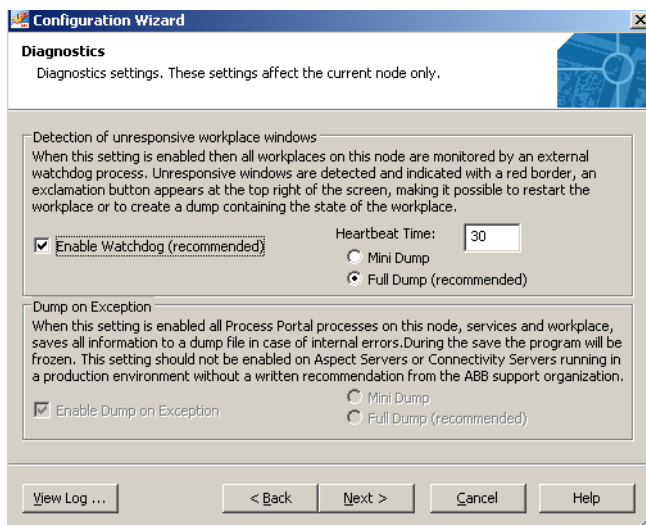 Configuration Wizard
Diagnostics
Diagnostics settings. These settings affect the current node only.
Detection of unresponsive workplace windows
When this setting is enabled then all workplaces on this node are monitored by an external
watchdog process. Unresponsive windows are detected and indicated with a red border, an
exclamation button appears at the top right of the screen, making it possible to restart the
workplace or to create a dump containing the state of the workplace.
Enable Watchdog (recommended)
Heartbeat Time: 30
Mini Dump
Full Dump (recommended)
Dump on Exception
When this setting is enabled all Process Portal processes on this node, services and workplace,
saves all information to a dump file in case of internal errors.During the save the program will be
frozen. This setting should not be enabled on Aspect Servers or Connectivity Servers running in
a production environment without a written recommendation from the ABB support organization.
Enable Dump on Exception
Mini Dump
Full Dump (recommended)
View Log ... < Back Next > Cancel Help